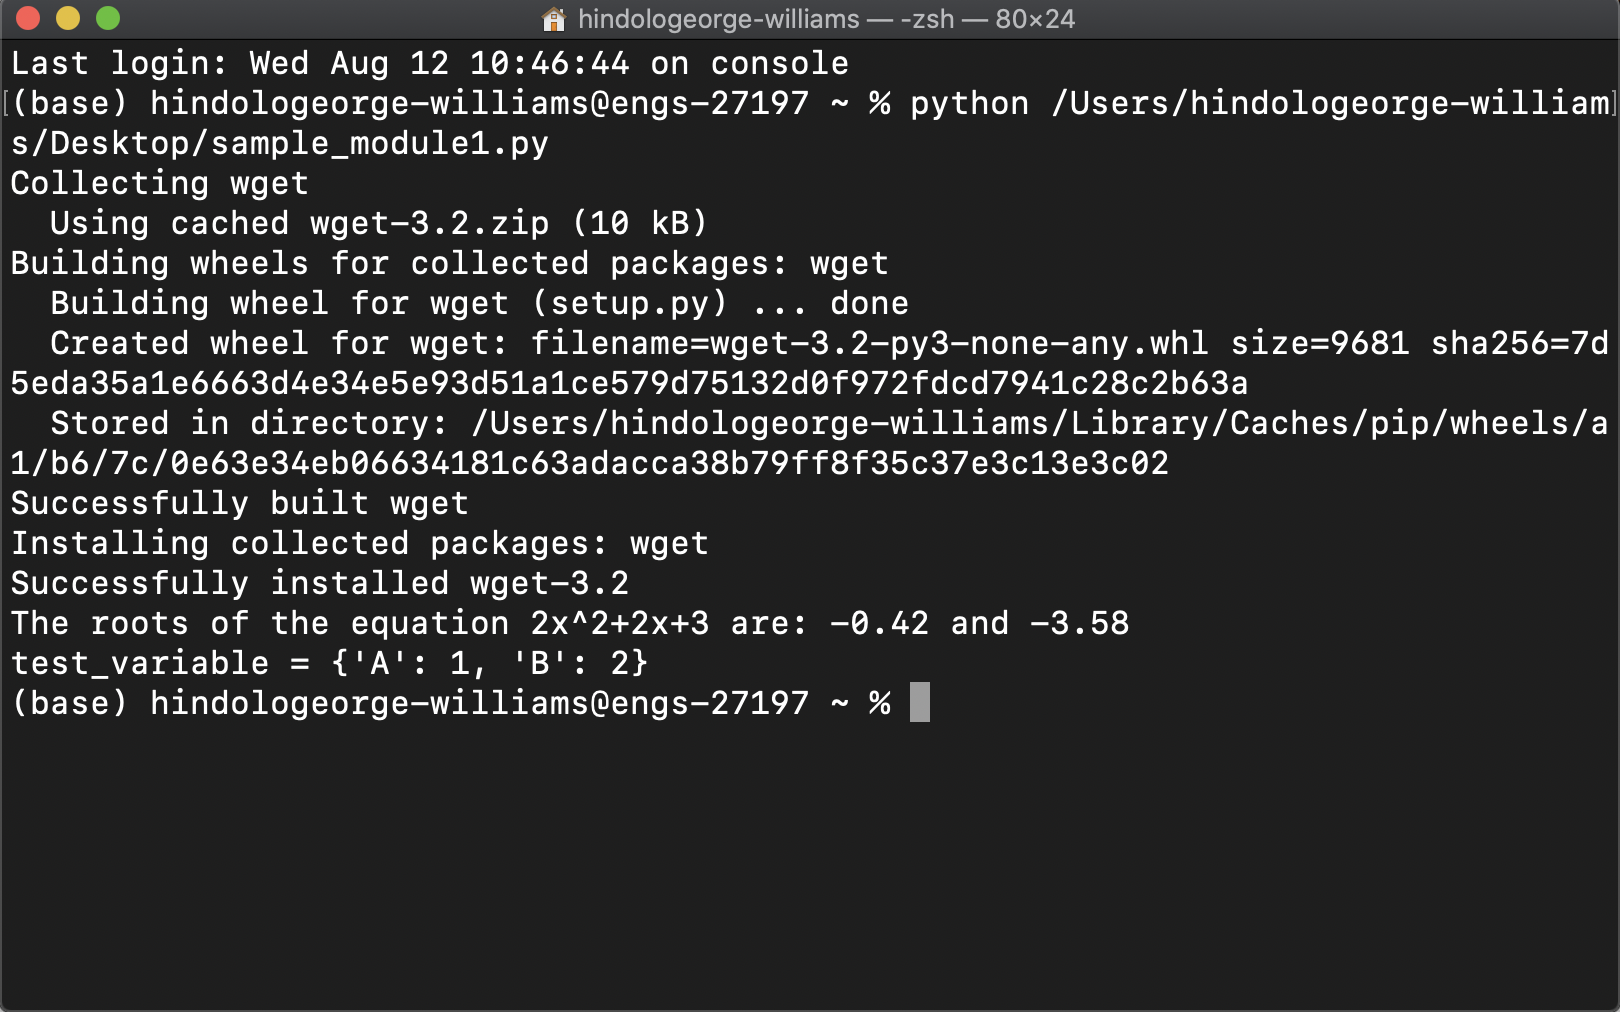 hindologeorge-williams — -zsh — 80×24
Last login: Wed Aug 12 10:46:44 on console
[(base) hindologeorge-williams@engs-27197 ~ % python /Users/hindologeorge-william]
s/Desktop/sample_module1.py
Collecting wget
  Using cached wget-3.2.zip (10 kB)
Building wheels for collected packages: wget
  Building wheel for wget (setup.py) ... done
  Created wheel for wget: filename=wget-3.2-py3-none-any.whl size=9681 sha256=7d
5eda35a1e6663d4e34e5e93d51a1ce579d75132d0f972fdcd7941c28c2b63a
  Stored in directory: /Users/hindologeorge-williams/Library/Caches/pip/wheels/a
1/b6/7c/0e63e34eb06634181c63adacca38b79ff8f35c37e3c13e3c02
Successfully built wget
Installing collected packages: wget
Successfully installed wget-3.2
The roots of the equation 2x^2+2x+3 are: -0.42 and -3.58
test_variable = {'A': 1, 'B': 2}
(base) hindologeorge-williams@engs-27197 ~ %